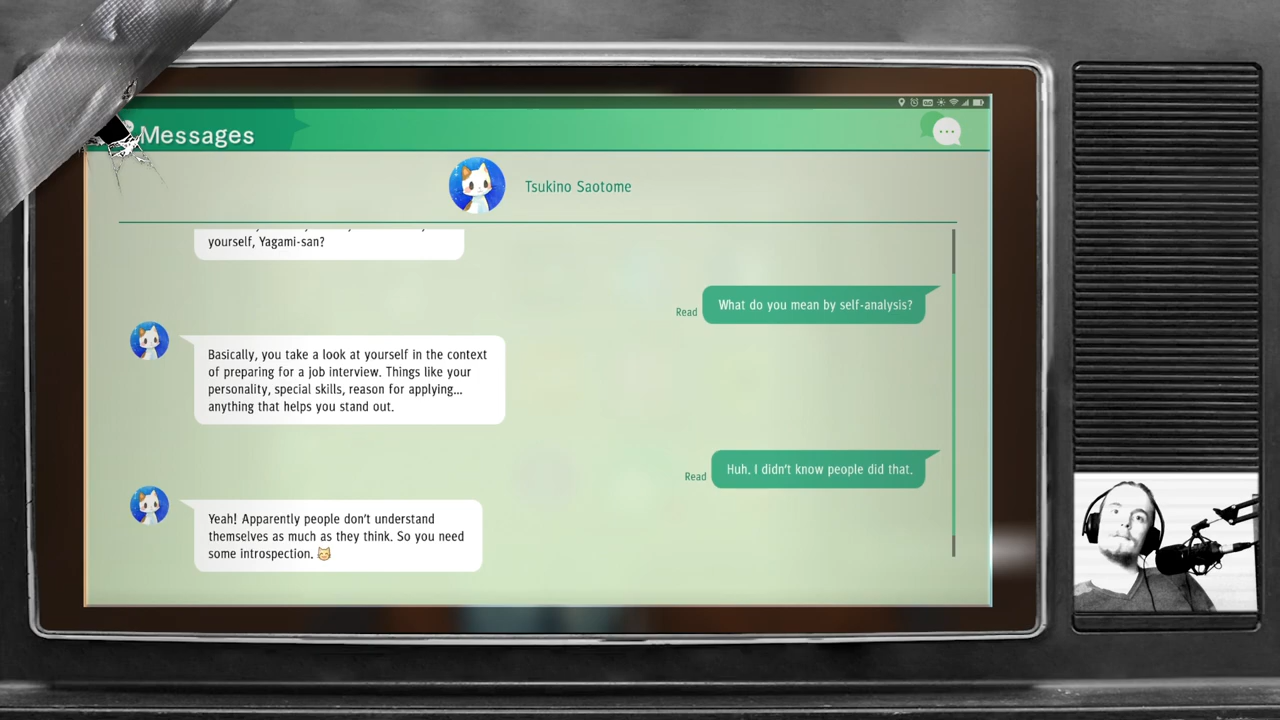 Messages
Tsukino Saotome
yourself, Yagami-san?
What do you mean by self-analysis?
Read
Basically, you take a look at yourself in the context
of preparing for a job interview. Things like your
personality, special skills, reason for applying...
anything that helps you stand out.
Huh. I didn't know people did that.
Read
Yeah! Apparently people don't understand
themselves as much as they think. So you need
some introspection. 😺